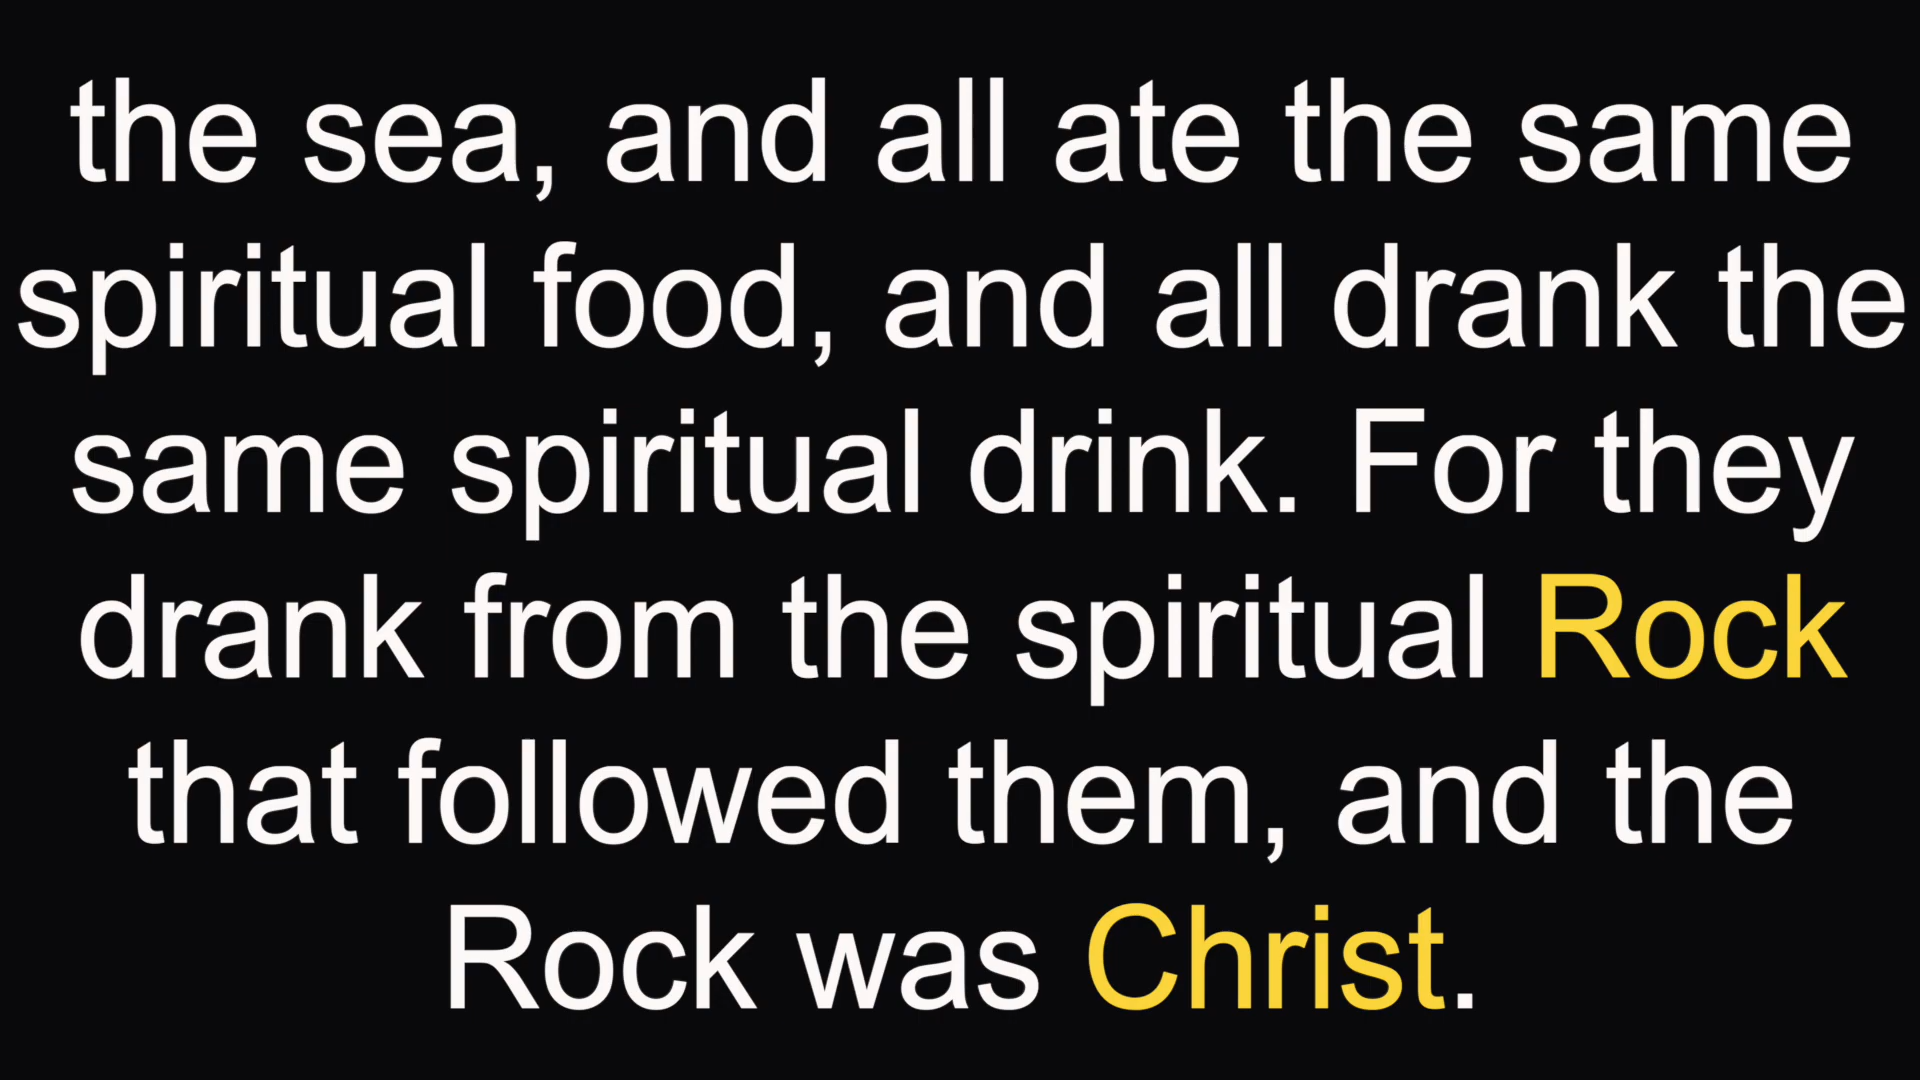 the sea, and all ate the same
spiritual food, and all drank the
same spiritual drink. For they
drank from the spiritual Rock
that followed them, and the
Rock was Christ.